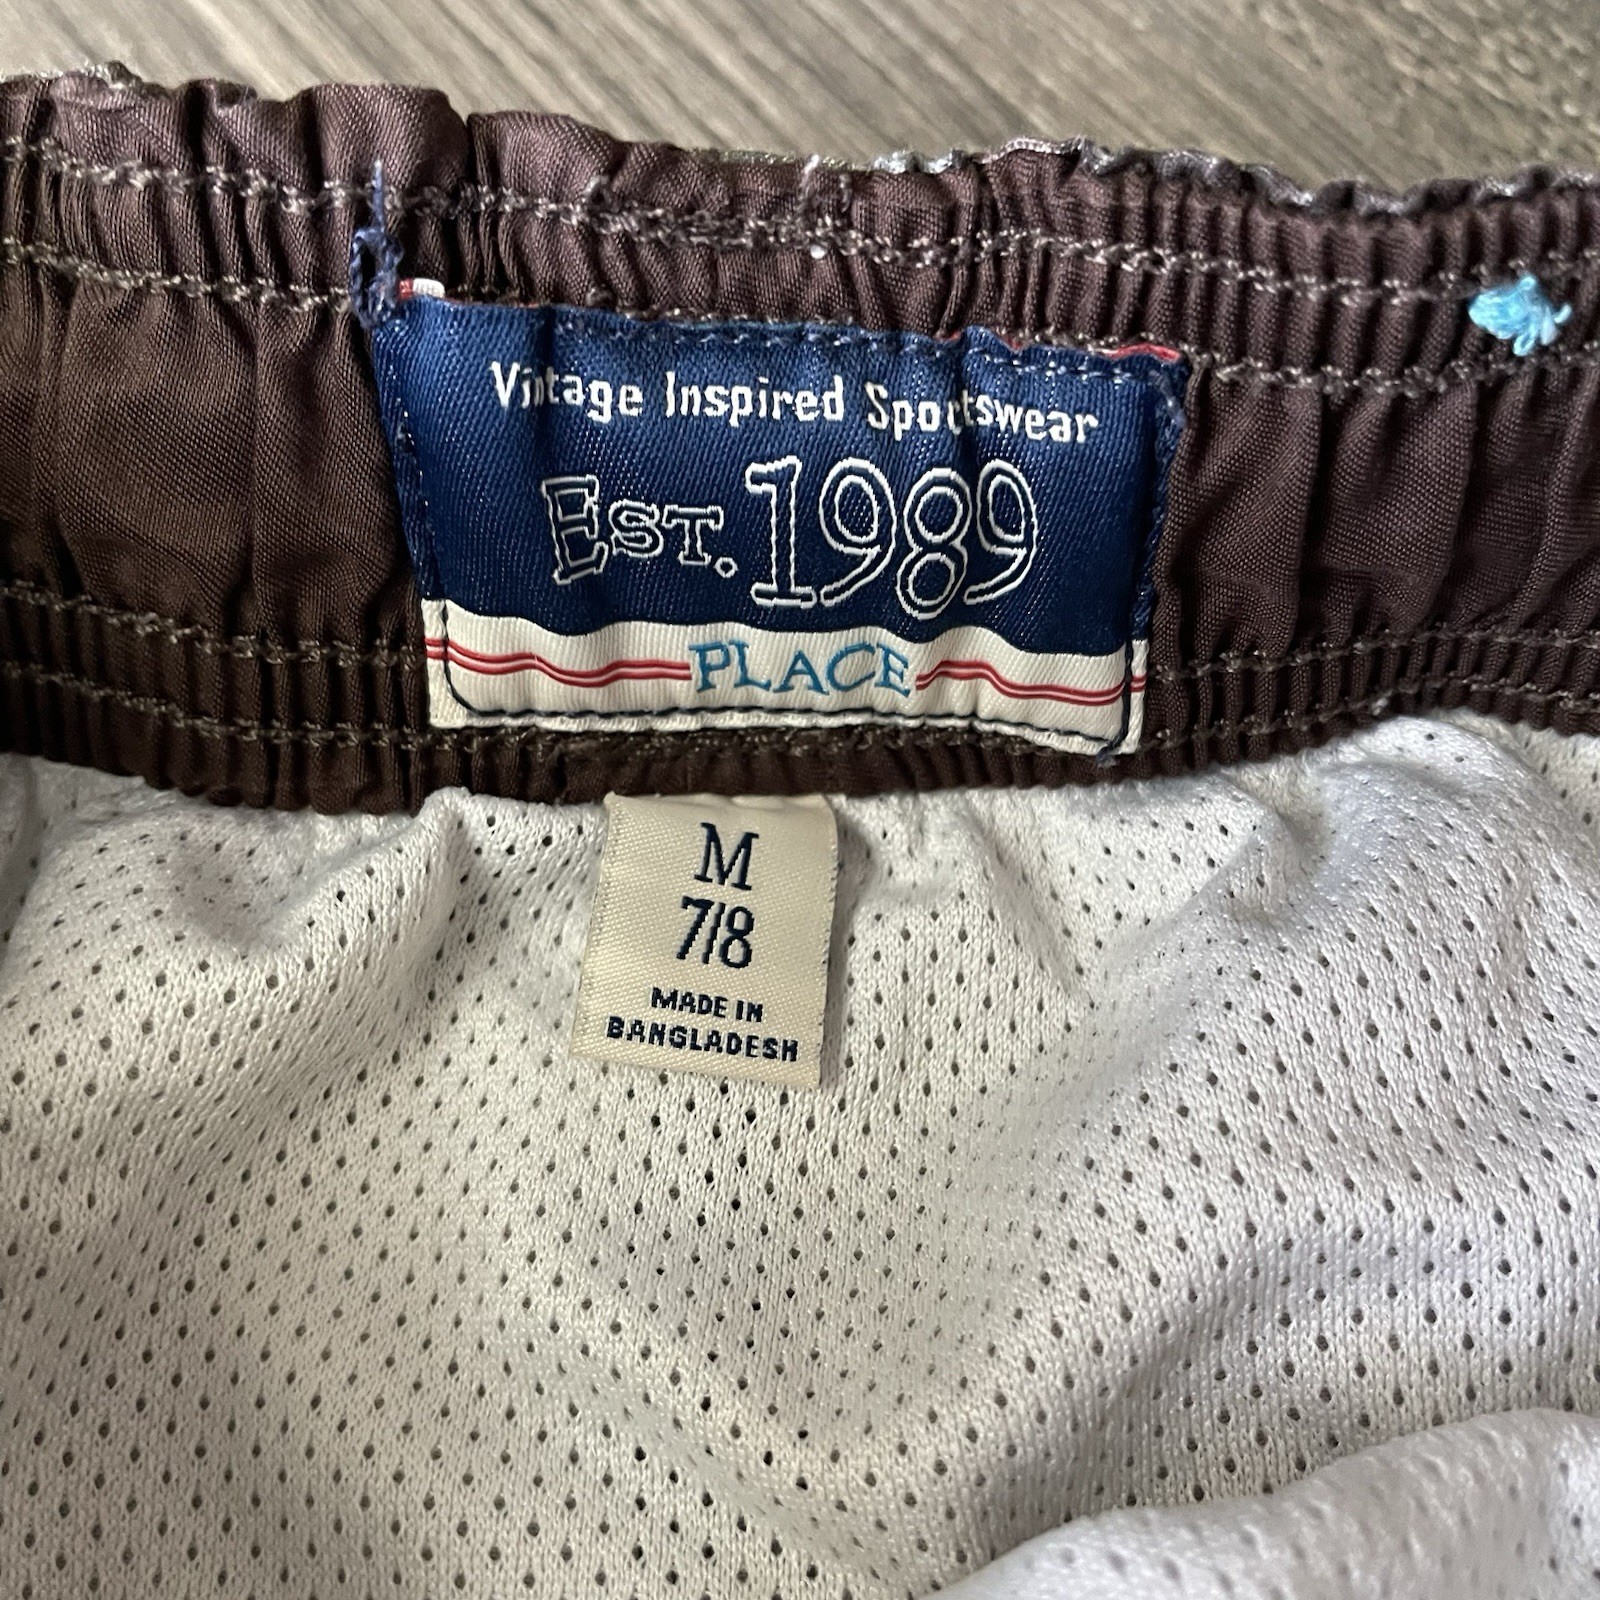 Vintage Inspired Sportswear
EST. 1989
PLACE
M
7/8
MADE IN
BANGLADESH